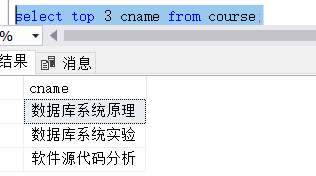 select top 3 cname from course;
%
结果 消息
cname
数据库系统原理
数据库系统实验
软件源代码分析